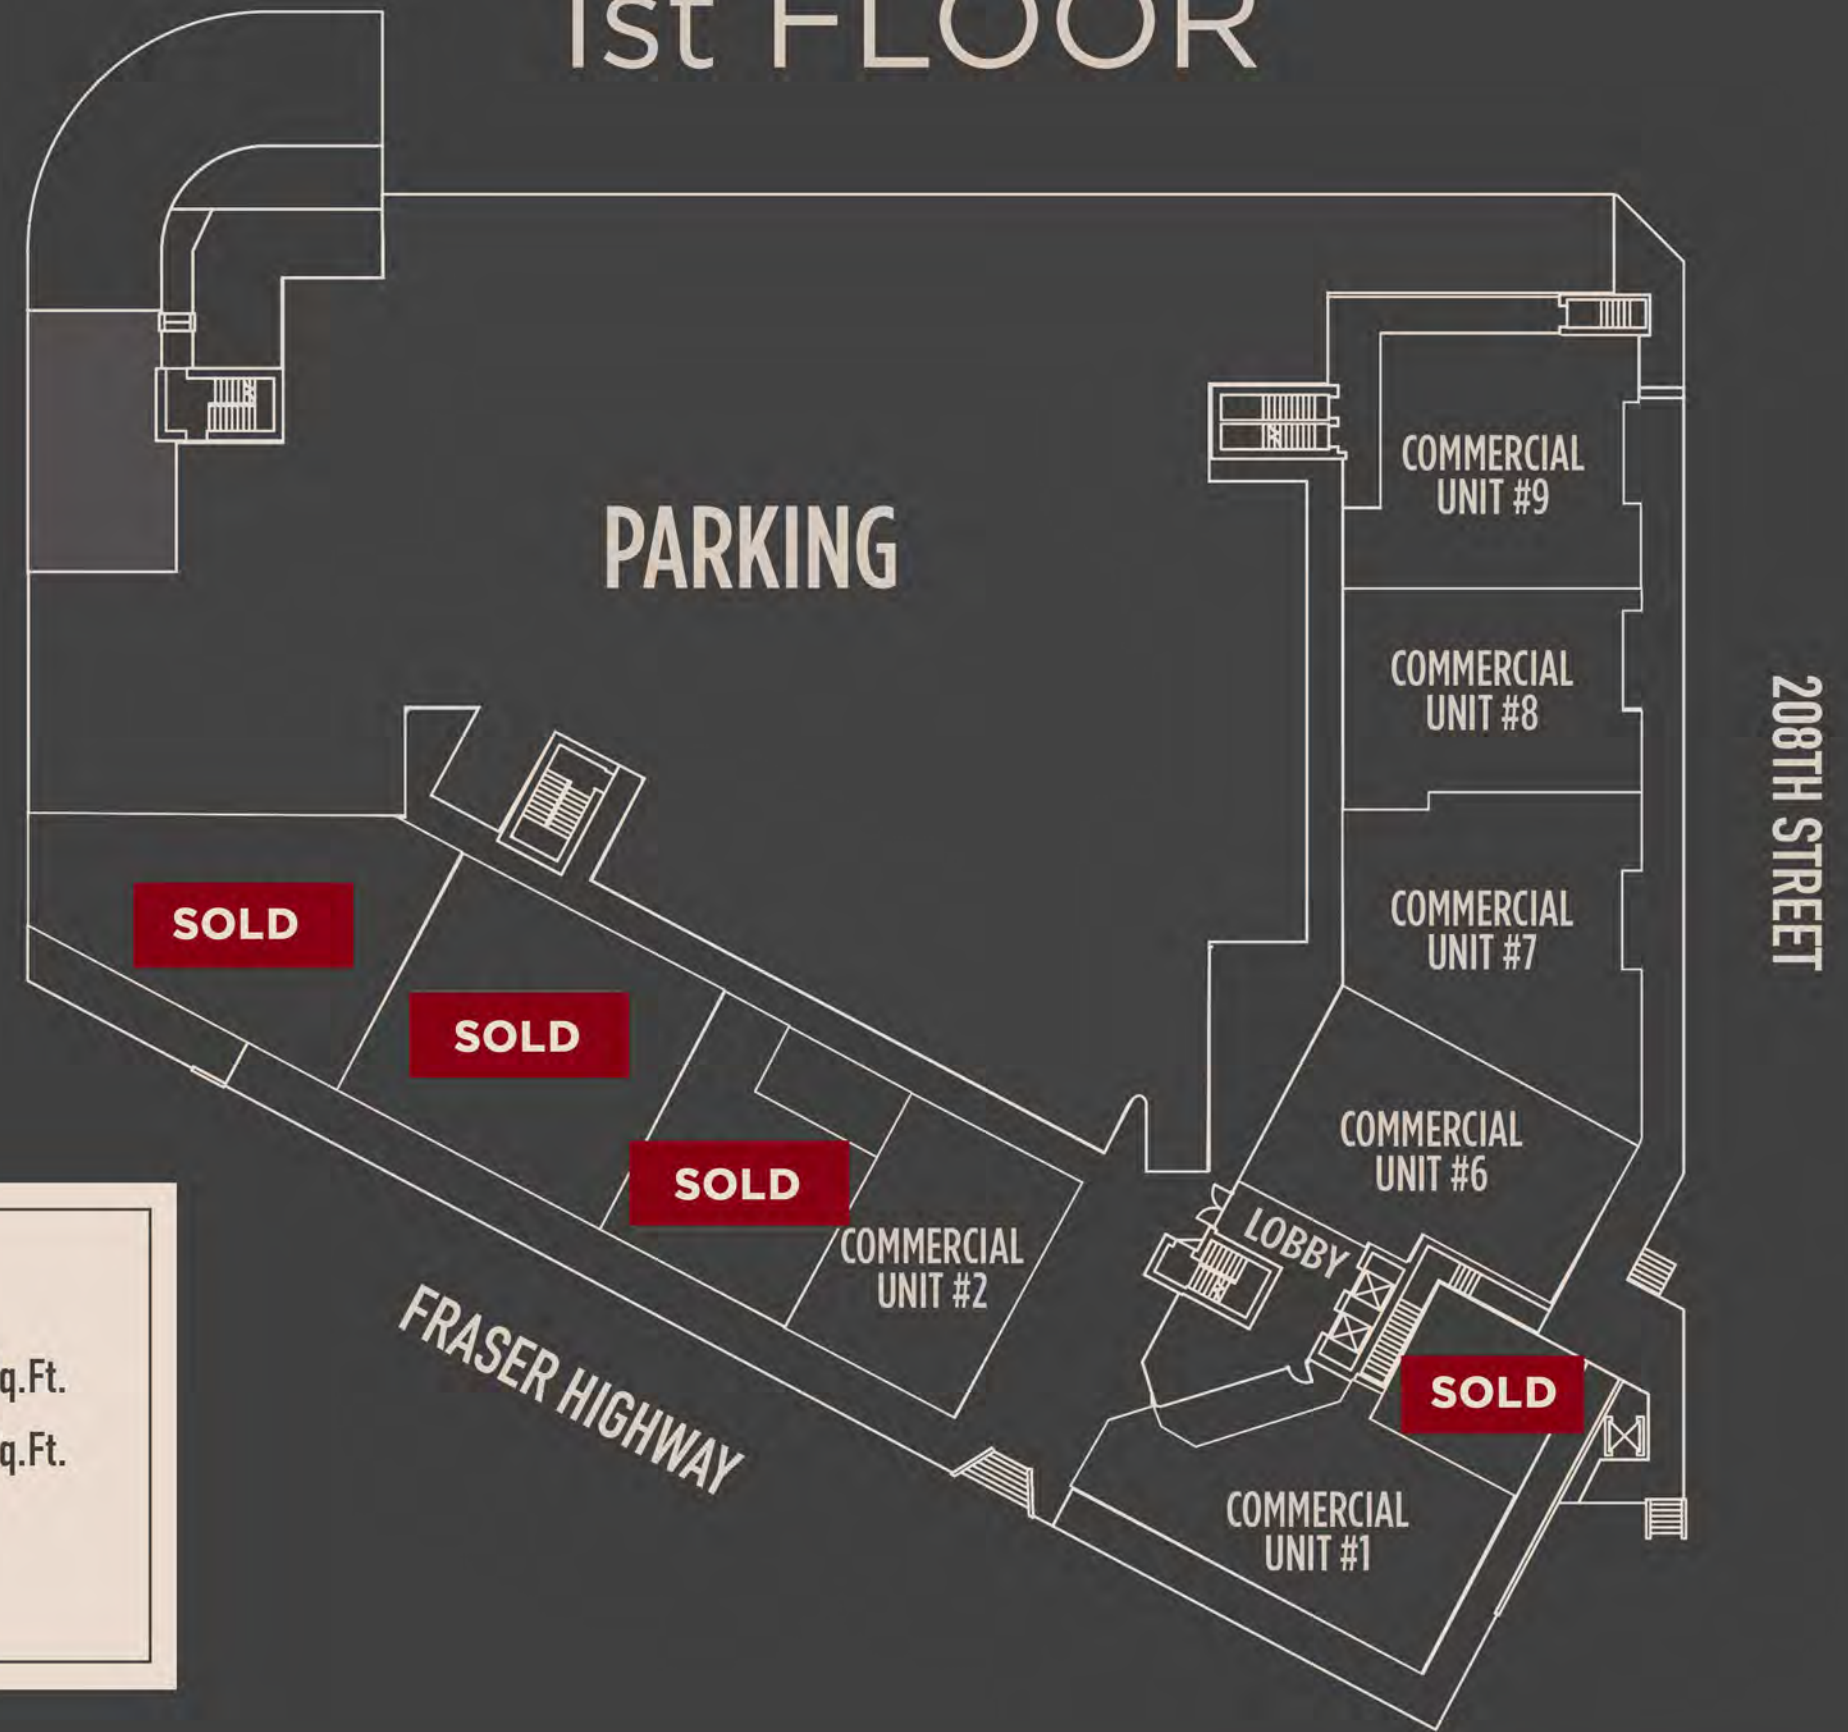 1st FLOOR
COMMERCIAL
UNIT #9
PARKING
COMMERCIAL
UNIT #8
208TH STREET
COMMERCIAL
UNIT #7
SOLD
SOLD
COMMERCIAL
UNIT #6
SOLD
LOBBY
COMMERCIAL
UNIT #2
FRASER HIGHWAY
SOLD
q.Ft.
q.Ft.
COMMERCIAL
UNIT #1